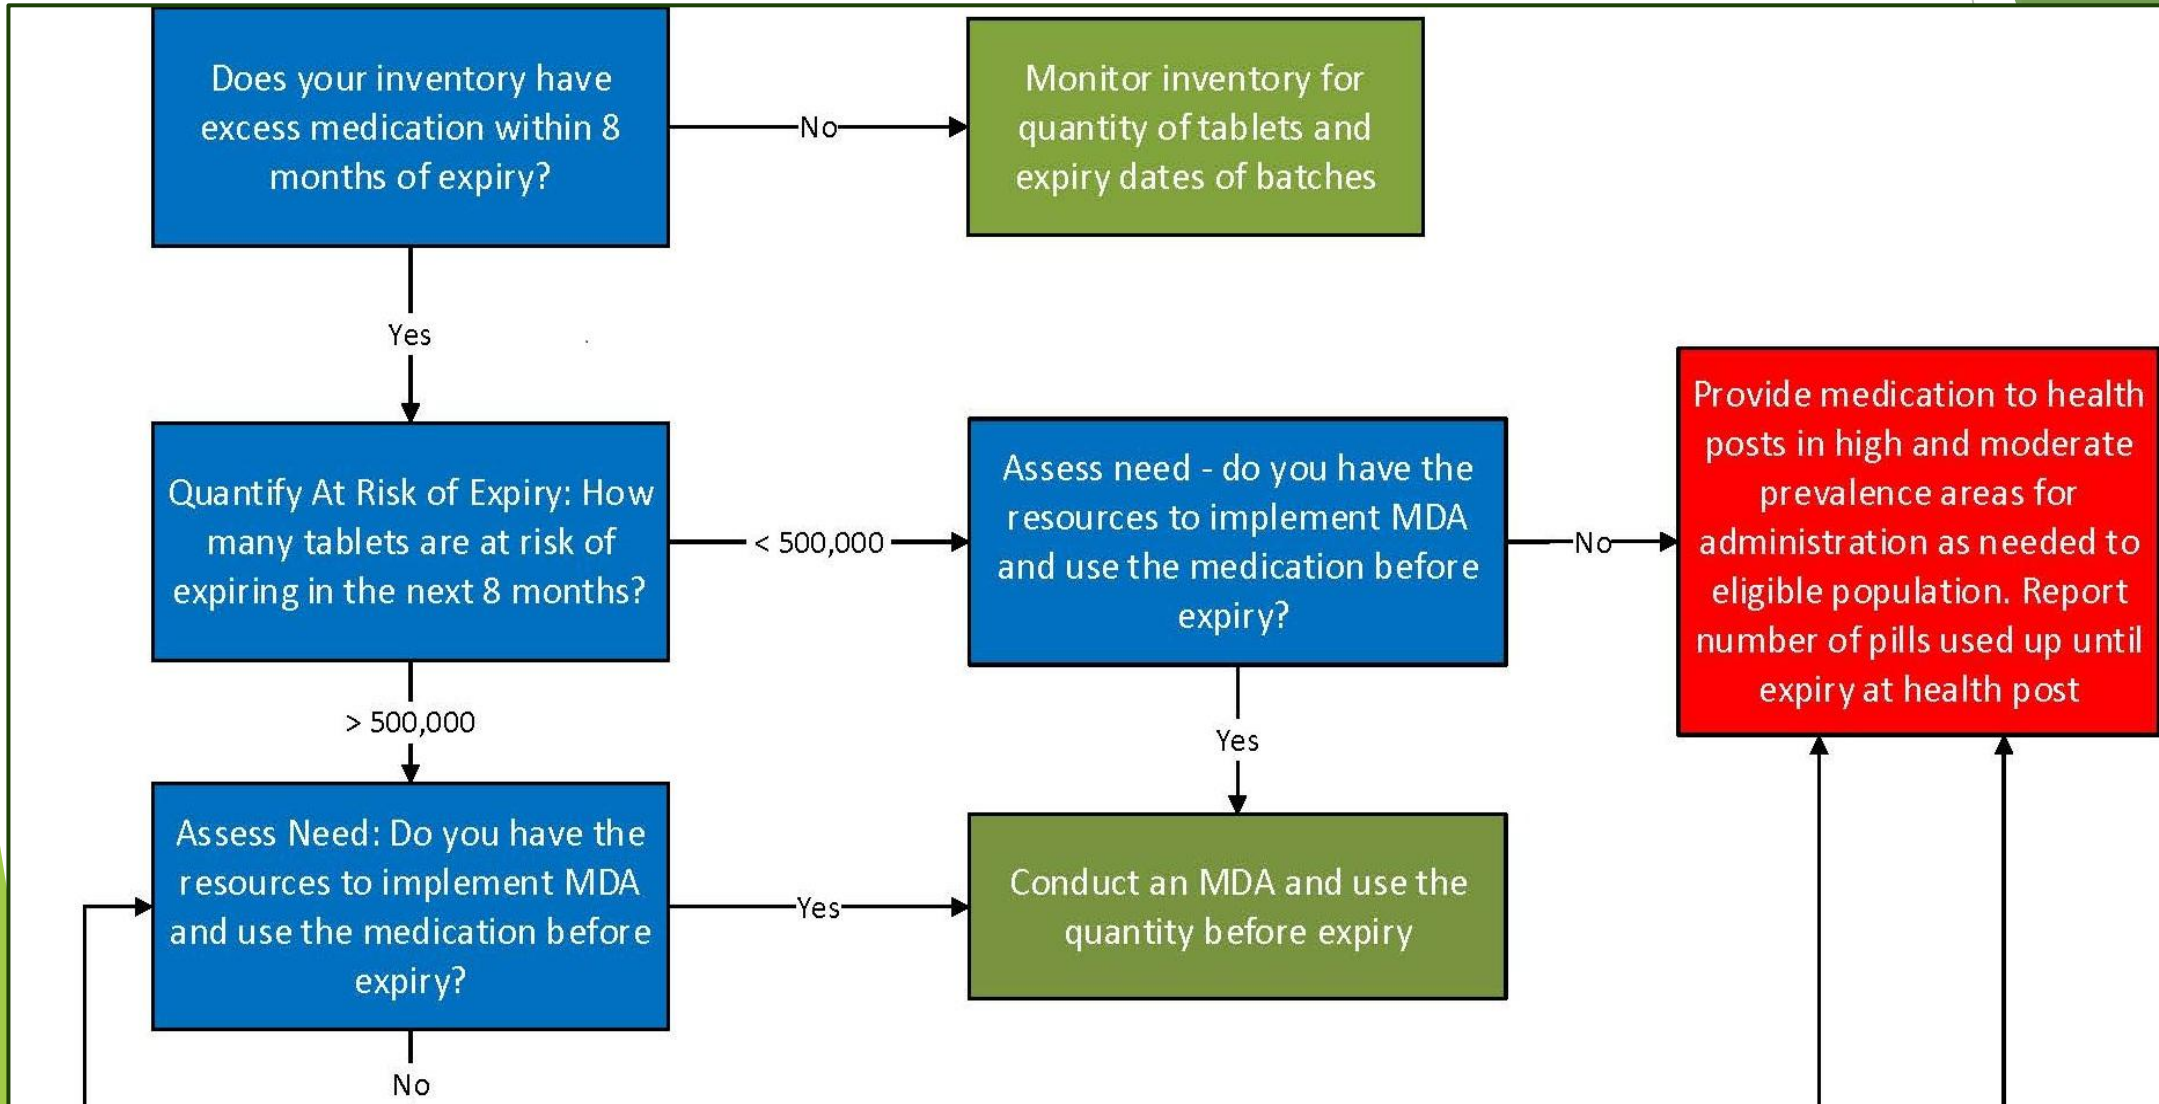 Does your inventory have
excess medication within 8
months of expiry?
No
Monitor inventory for
quantity of tablets and
expiry dates of batches
Yes
Quantify At Risk of Expiry: How
many tablets are at risk of
expiring in the next 8 months?
< 500,000
Assess need - do you have the
resources to implement MDA
and use the medication before
expiry?
No
Provide medication to health
posts in high and moderate
prevalence areas for
administration as needed to
eligible population. Report
number of pills used up until
expiry at health post
> 500,000
Yes
Assess Need: Do you have the
resources to implement MDA
and use the medication before
expiry?
Yes
Conduct an MDA and use the
quantity before expiry
No